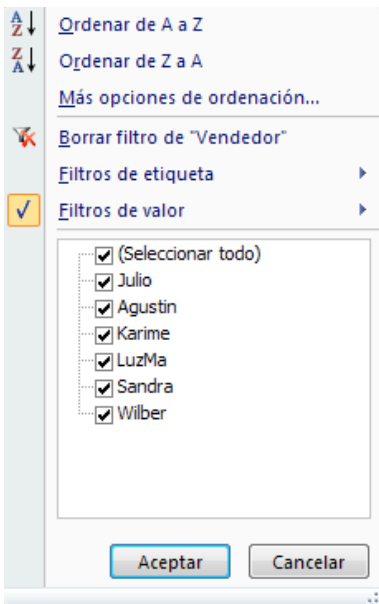 Ordenar de A a Z
Ordenar de Z a A
Más opciones de ordenación...
Borrar filtro de "Vendedor"
Filtros de etiqueta
Filtros de valor
(Seleccionar todo)
Julio
Agustin
Karime
LuzMa
Sandra
Wilber
Aceptar Cancelar